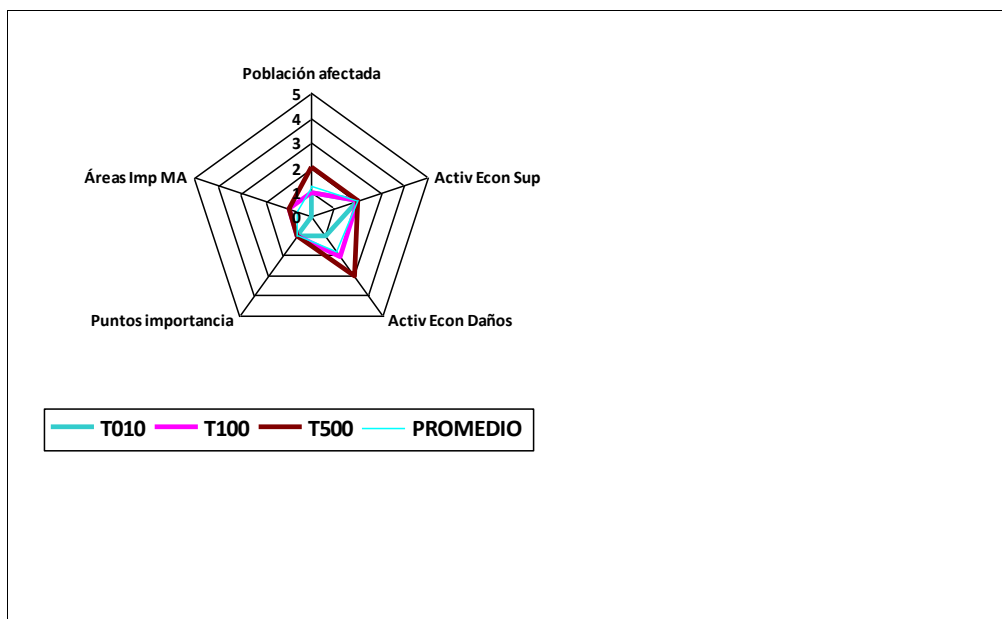 Población afectada
5
4
3
2
1
0
Áreas Imp MA
Activ Econ Sup
Puntos importancia
Activ Econ Daños
T010 T100 T500 PROMEDIO